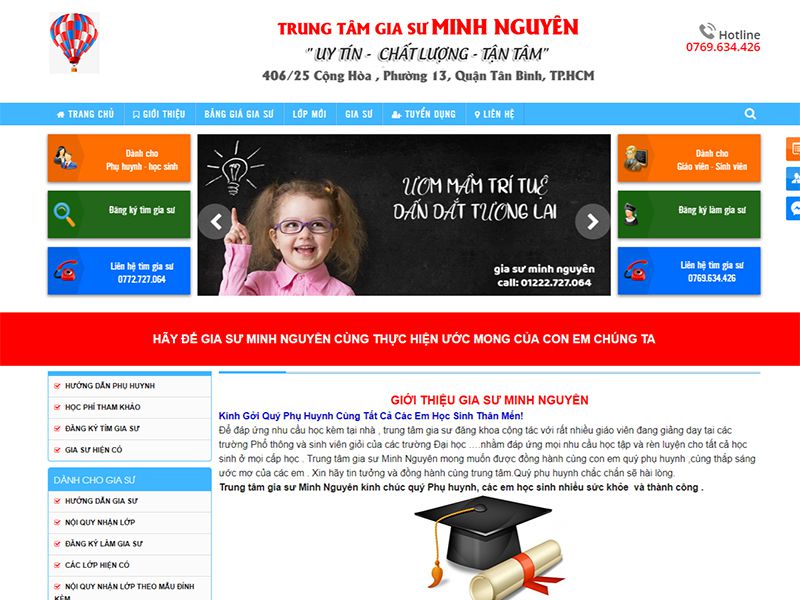 TRUNG TÂM GIA SƯ MINH NGUYÊN
" UY TÍN - CHẤT LƯỢNG - TẬN TÂM"
406/25 Cộng Hòa , Phường 13, Quận Tân Bình, TP.HCM
Hotline
0769.634.426
TRANG CHỦ
GIỚI THIỆU
BẢNG GIÁ GIA SƯ
LỚP MỚI
GIA SƯ
TUYỂN DỤNG
LIÊN HỆ
Dành cho
Phụ huynh - học sinh
Đăng ký tìm gia sư
Liên hệ tìm gia sư
0772.727.064
ƯƠM MẦM TRÍ TUỆ
DẪN DẮT TƯƠNG LAI
gia sư minh nguyên
call: 01222.727.064
Dành cho
Giáo viên - Sinh viên
Đăng ký làm gia sư
Liên hệ tìm gia sư
0769.634.426
HÃY ĐỂ GIA SƯ MINH NGUYÊN CÙNG THỰC HIỆN ƯỚC MONG CỦA CON EM CHÚNG TA
HƯỚNG DẪN PHỤ HUYNH
HỌC PHÍ THAM KHẢO
ĐĂNG KÝ TÌM GIA SƯ
GIA SƯ HIỆN CÓ
DÀNH CHO GIA SƯ
HƯỚNG DẪN GIA SƯ
NỘI QUY NHẬN LỚP
ĐĂNG KÝ LÀM GIA SƯ
CÁC LỚP HIỆN CÓ
NỘI QUY NHẬN LỚP THEO MẪU ĐÍNH
KÈM
GIỚI THIỆU GIA SƯ MINH NGUYÊN
Kính Gởi Quý Phụ Huynh Cùng Tất Cả Các Em Học Sinh Thân Mến!
Để đáp ứng nhu cầu học kèm tại nhà , trung tâm gia sư đăng khoa cộng tác với rất nhiều giáo viên đang giảng dạy tại các
trường Phổ thông và sinh viên giỏi của các trường Đại học ....nhằm đáp ứng mọi nhu cầu học tập và rèn luyện cho tất cả học
sinh ở mọi cấp học . Trung tâm gia sư Minh Nguyên mong muốn được đồng hành cùng con em quý phụ huynh ,cùng thắp sáng
ước mơ của các em . Xin hãy tin tưởng và đồng hành cùng trung tâm.Quý phụ huynh chắc chắn sẽ hài lòng.
Trung tâm gia sư Minh Nguyên kính chúc quý Phụ huynh, các em học sinh nhiều sức khỏe và thành công .